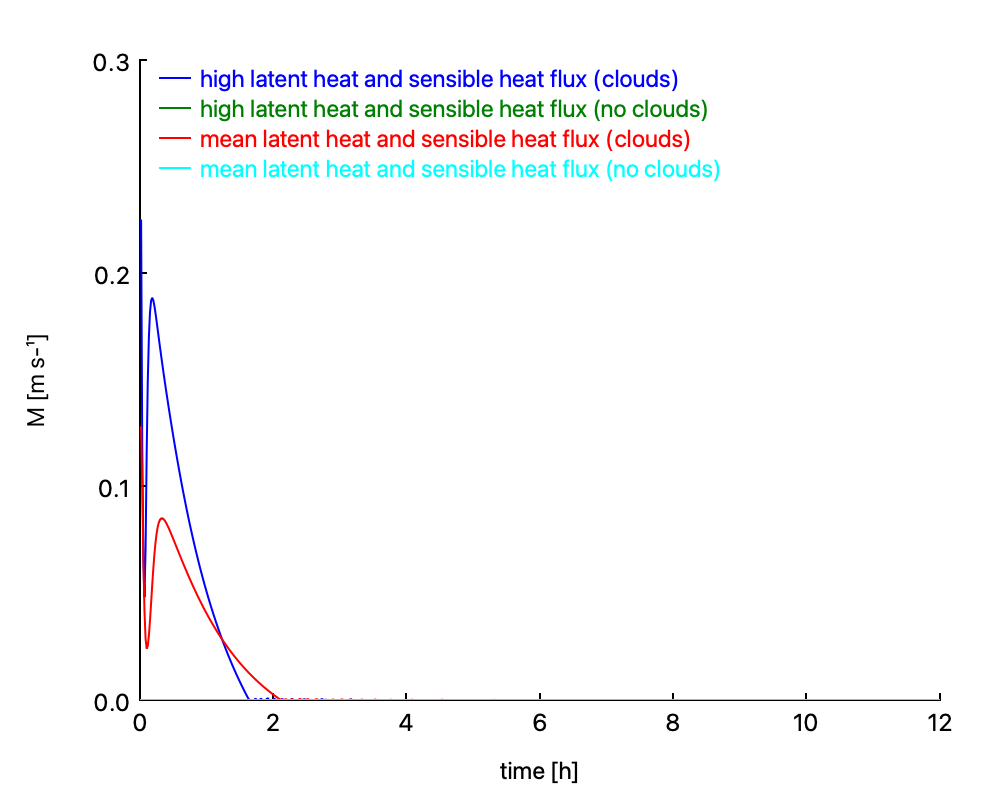 0.3
high latent heat and sensible heat flux (clouds)
high latent heat and sensible heat flux (no clouds)
mean latent heat and sensible heat flux (clouds)
mean latent heat and sensible heat flux (no clouds)
0.2
M [m s-¹]
0.1
0.0
0 2 4 6 8 10 12
time [h]